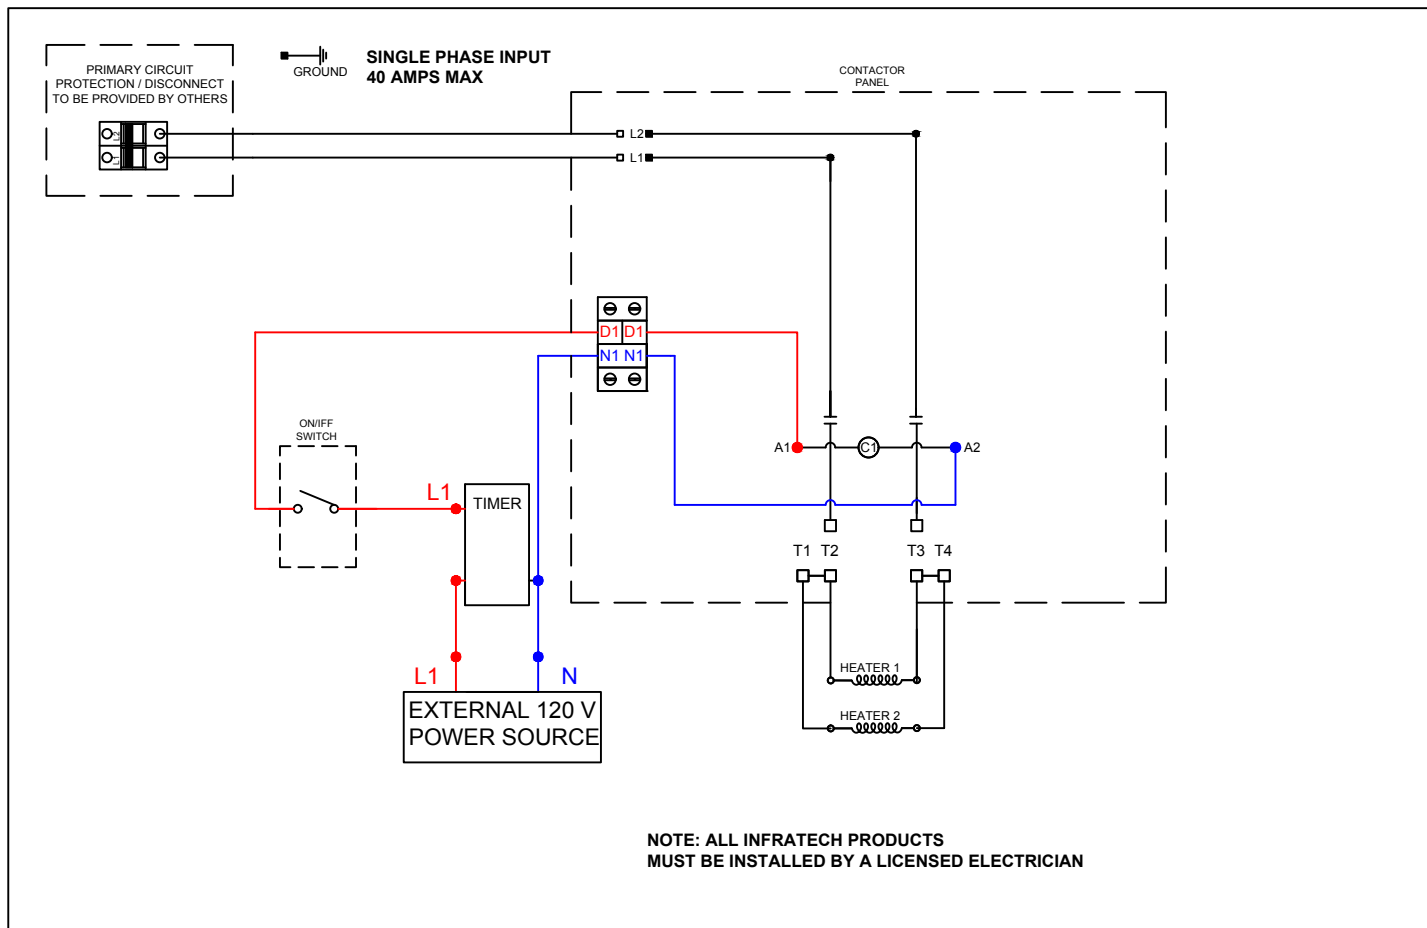 PRIMARY CIRCUIT
PROTECTION / DISCONNECT
TO BE PROVIDED BY OTHERS
L2
L1
GROUND
SINGLE PHASE INPUT
40 AMPS MAX
CONTACTOR
PANEL
L2
L1
D1 D1
N1 N1
ON/IFF
SWITCH
L1
TIMER
A1
C1
A2
T1 T2 T3 T4
L1
N
EXTERNAL 120 V
POWER SOURCE
HEATER 1
HEATER 2
NOTE: ALL INFRATECH PRODUCTS
MUST BE INSTALLED BY A LICENSED ELECTRICIAN